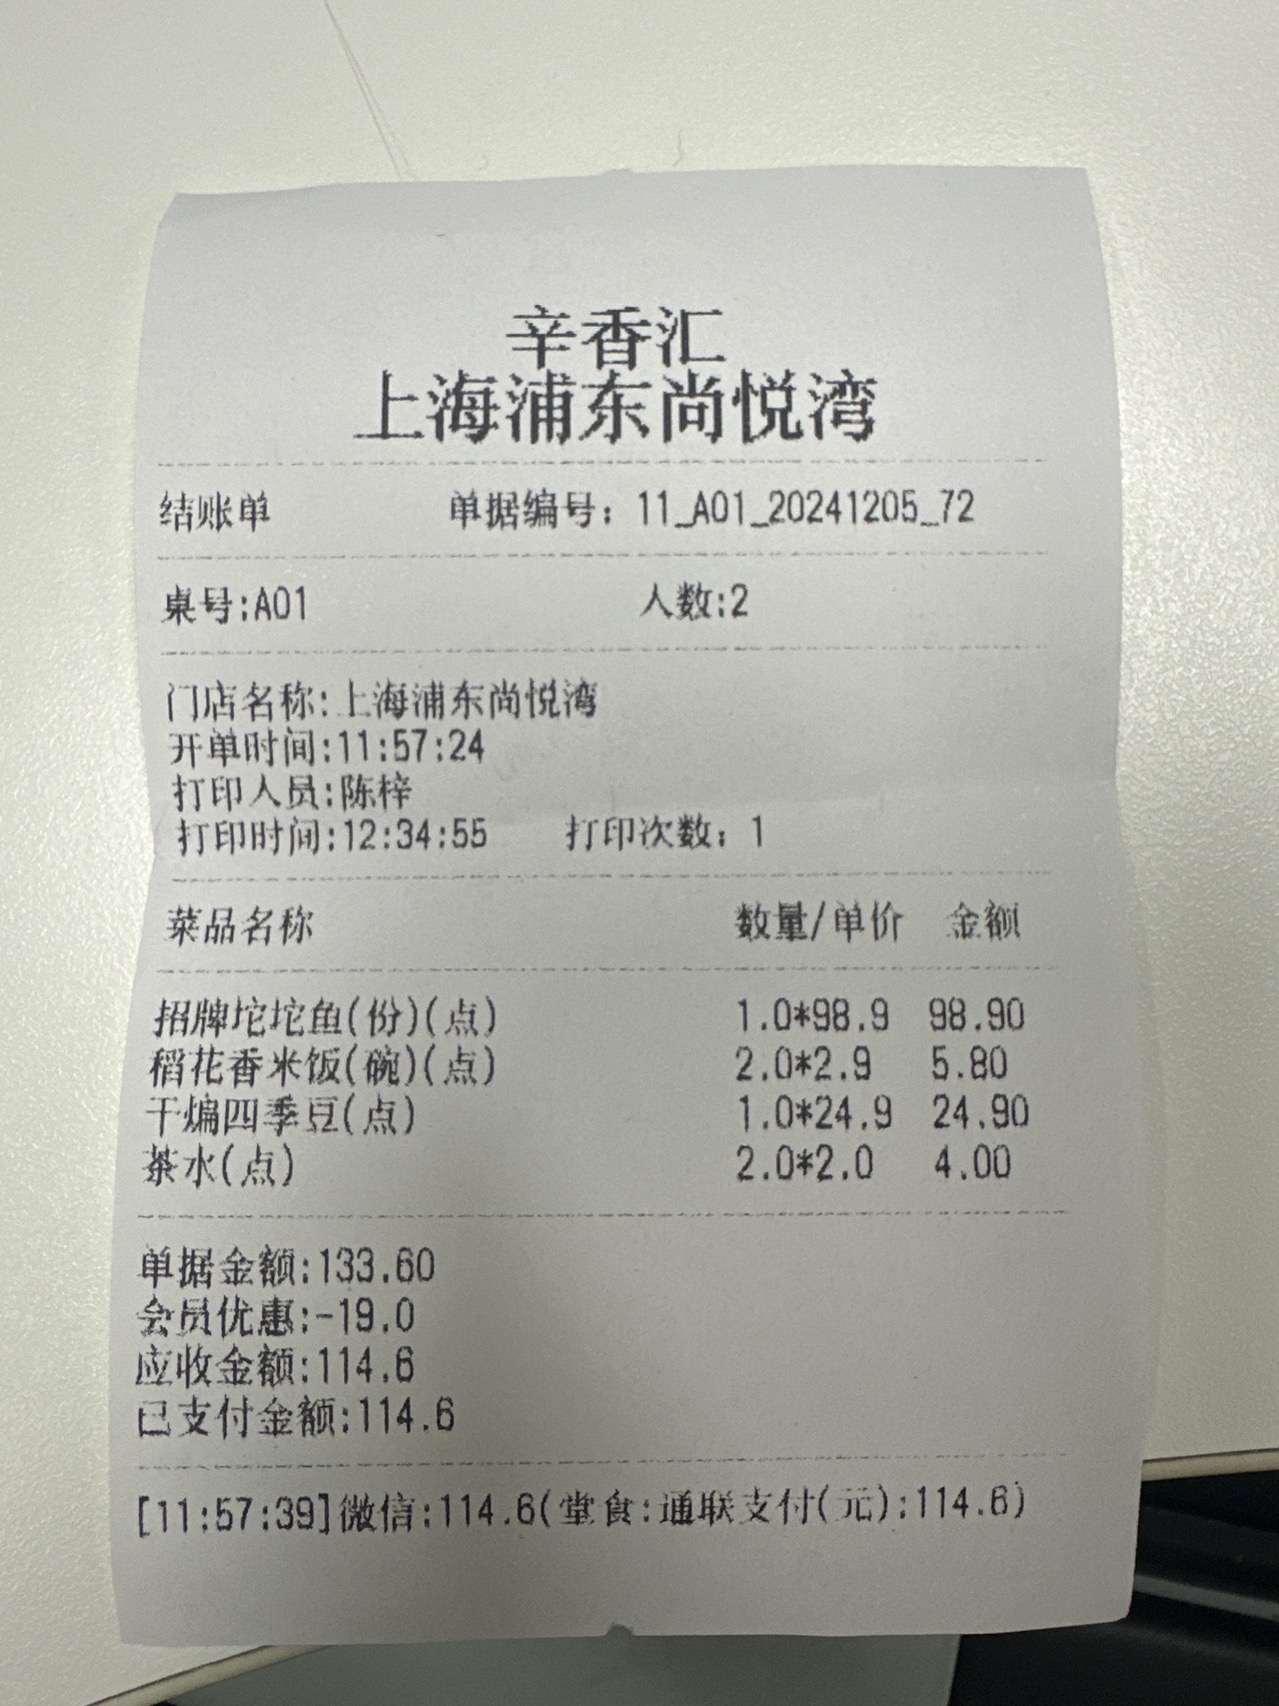 辛香汇
上海浦东尚悦湾
结账单 单据编号：11_A01_20241205_72
桌号:A01 人数:2
门店名称:上海浦东尚悦湾
开单时间:11:57:24
打印人员:陈梓
打印时间:12:34:55 打印次数：1
菜品名称 数量/单价 金额
招牌坨坨鱼(份)(点) 1.0*98.9 98.90
稻花香米饭(碗)(点) 2.0*2.9 5.80
干煸四季豆(点) 1.0*24.9 24.90
茶水(点) 2.0*2.0 4.00
单据金额:133.60
会员优惠:-19.0
应收金额:114.6
已支付金额:114.6
[11:57:39]微信:114.6(堂食:通联支付(元):114.6)